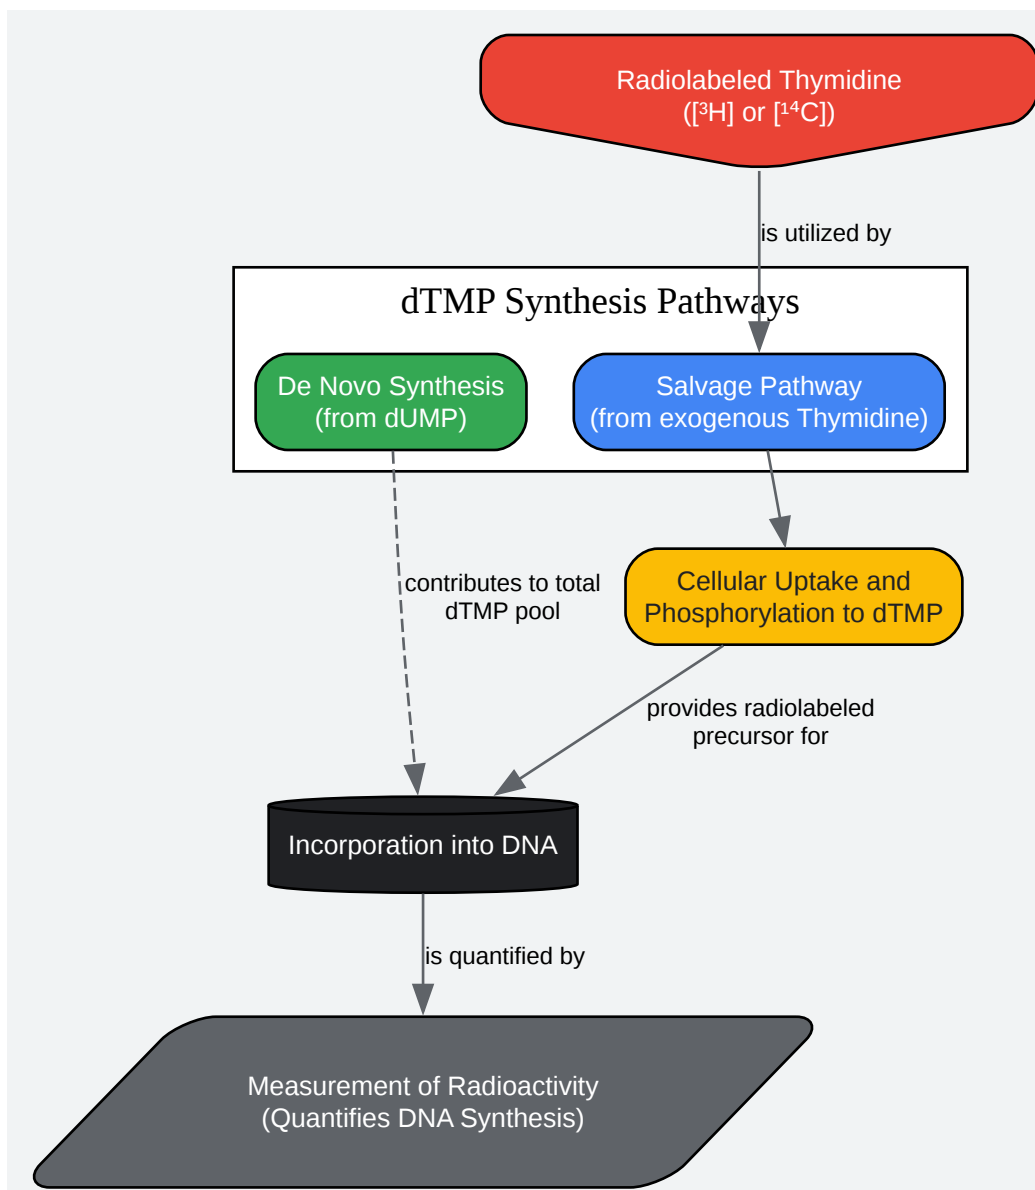 Radiolabeled Thymidine
([³H] or [¹⁴C])
is utilized by
dTMP Synthesis Pathways
De Novo Synthesis
(from dUMP)
Salvage Pathway
(from exogenous Thymidine)
contributes to total
dTMP pool
Cellular Uptake and
Phosphorylation to dTMP
provides radiolabeled
precursor for
Incorporation into DNA
is quantified by
Measurement of Radioactivity
(Quantifies DNA Synthesis)